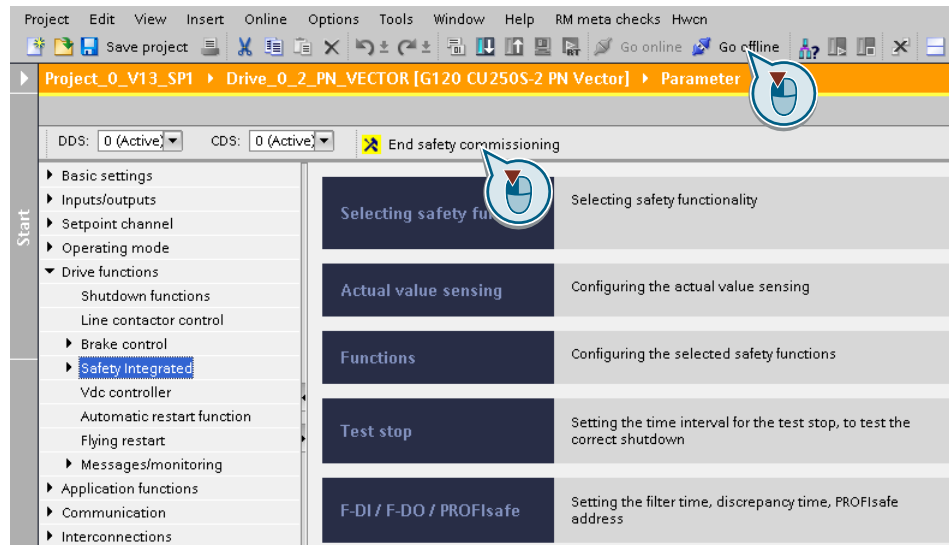 Project Edit View Insert Online Options Tools Window Help RM meta checks Hwcn
Save project Go online Go offline
Project_0_V13_SP1 Drive_0_2_PN_VECTOR [G120 CU250S-2 PN Vector] Parameter
DDS: 0 (Active) CDS: 0 (Active) End safety commissioning
Start
Basic settings
Inputs/outputs
Setpoint channel
Operating mode
Drive functions
Shutdown functions
Line contactor control
Brake control
Safety Integrated
Vdc controller
Automatic restart function
Flying restart
Messages/monitoring
Application functions
Communication
Interconnections
Selecting safety
Selecting safety functionality
Actual value sensing
Configuring the actual value sensing
Functions
Configuring the selected safety functions
Test stop
Setting the time interval for the test stop, to test the
correct shutdown
F-DI / F-DO / PROFIsafe
Setting the filter time, discrepancy time, PROFIsafe
address